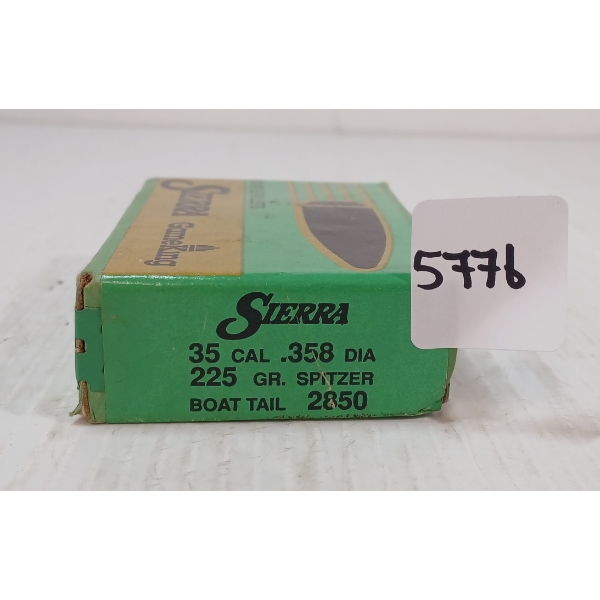 Sierra
GameKing
5776
SIERRA
35 CAL .358 DIA
225 GR. SPITZER
BOAT TAIL 2850